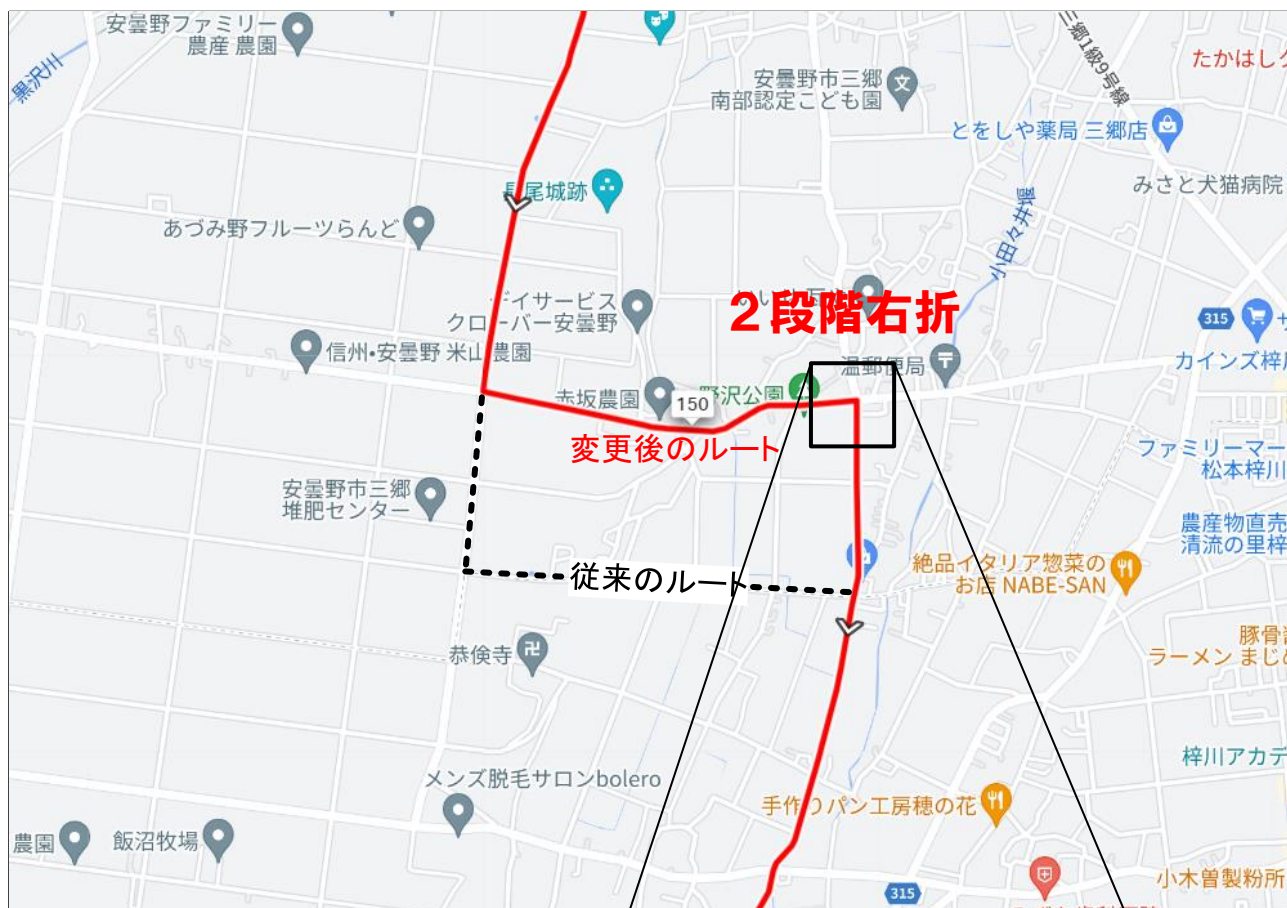 安曇野ファミリー
農産 農園
黒沢川
安曇野市三郷
南部認定こども園
三郷1級9号線
とをしや薬局 三郷店
みさと犬猫病院
長尾城跡
あづみ野フルーツらんど
小田々井堰
デイサービス
クローバー安曇野
2段階右折
315
カインズ梓
信州・安曇野 米山農園
温郵便局
赤坂農園
150
野沢公園
変更後のルート
ファミリーマー
松本梓川
安曇野市三郷
堆肥センター
農産物直売
清流の里梓
従来のルート
絶品イタリア惣菜の
お店 NABE-SAN
恭倹寺
豚骨
ラーメン まじ
梓川アカデ
メンズ脱毛サロンbolero
手作りパン工房穂の花
農園
飯沼牧場
315
小木曽製粉所